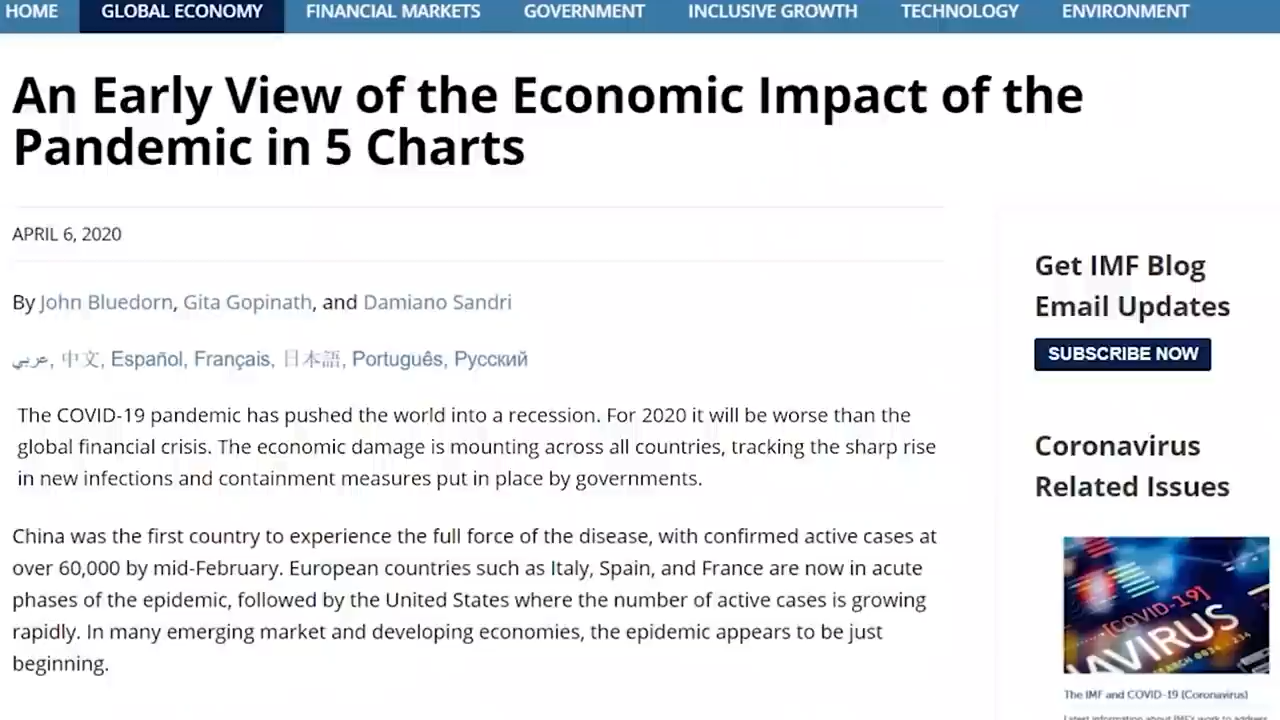 HOME GLOBAL ECONOMY FINANCIAL MARKETS GOVERNMENT INCLUSIVE GROWTH TECHNOLOGY ENVIRONMENT
An Early View of the Economic Impact of the
Pandemic in 5 Charts
APRIL 6, 2020
By John Bluedorn, Gita Gopinath, and Damiano Sandri
عربي, 中文, Español, Français, 日本語, Português, Русский
The COVID-19 pandemic has pushed the world into a recession. For 2020 it will be worse than the
global financial crisis. The economic damage is mounting across all countries, tracking the sharp rise
in new infections and containment measures put in place by governments.
China was the first country to experience the full force of the disease, with confirmed active cases at
over 60,000 by mid-February. European countries such as Italy, Spain, and France are now in acute
phases of the epidemic, followed by the United States where the number of active cases is growing
rapidly. In many emerging market and developing economies, the epidemic appears to be just
beginning.
Get IMF Blog
Email Updates
SUBSCRIBE NOW
Coronavirus
Related Issues
[COVID-19]
AVIRUS
The IMF and COVID-19 (Coronavirus)